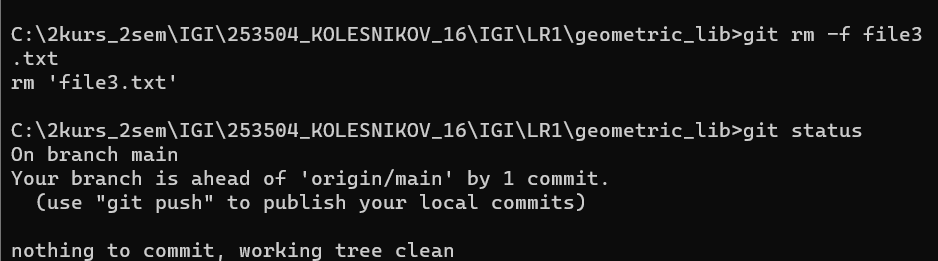 C:\2kurs_2sem\IGI\253504_KOLESNIKOV_16\IGI\LR1\geometric_lib>git rm -f file3
.txt
rm 'file3.txt'
C:\2kurs_2sem\IGI\253504_KOLESNIKOV_16\IGI\LR1\geometric_lib>git status
On branch main
Your branch is ahead of 'origin/main' by 1 commit.
  (use "git push" to publish your local commits)
nothing to commit, working tree clean